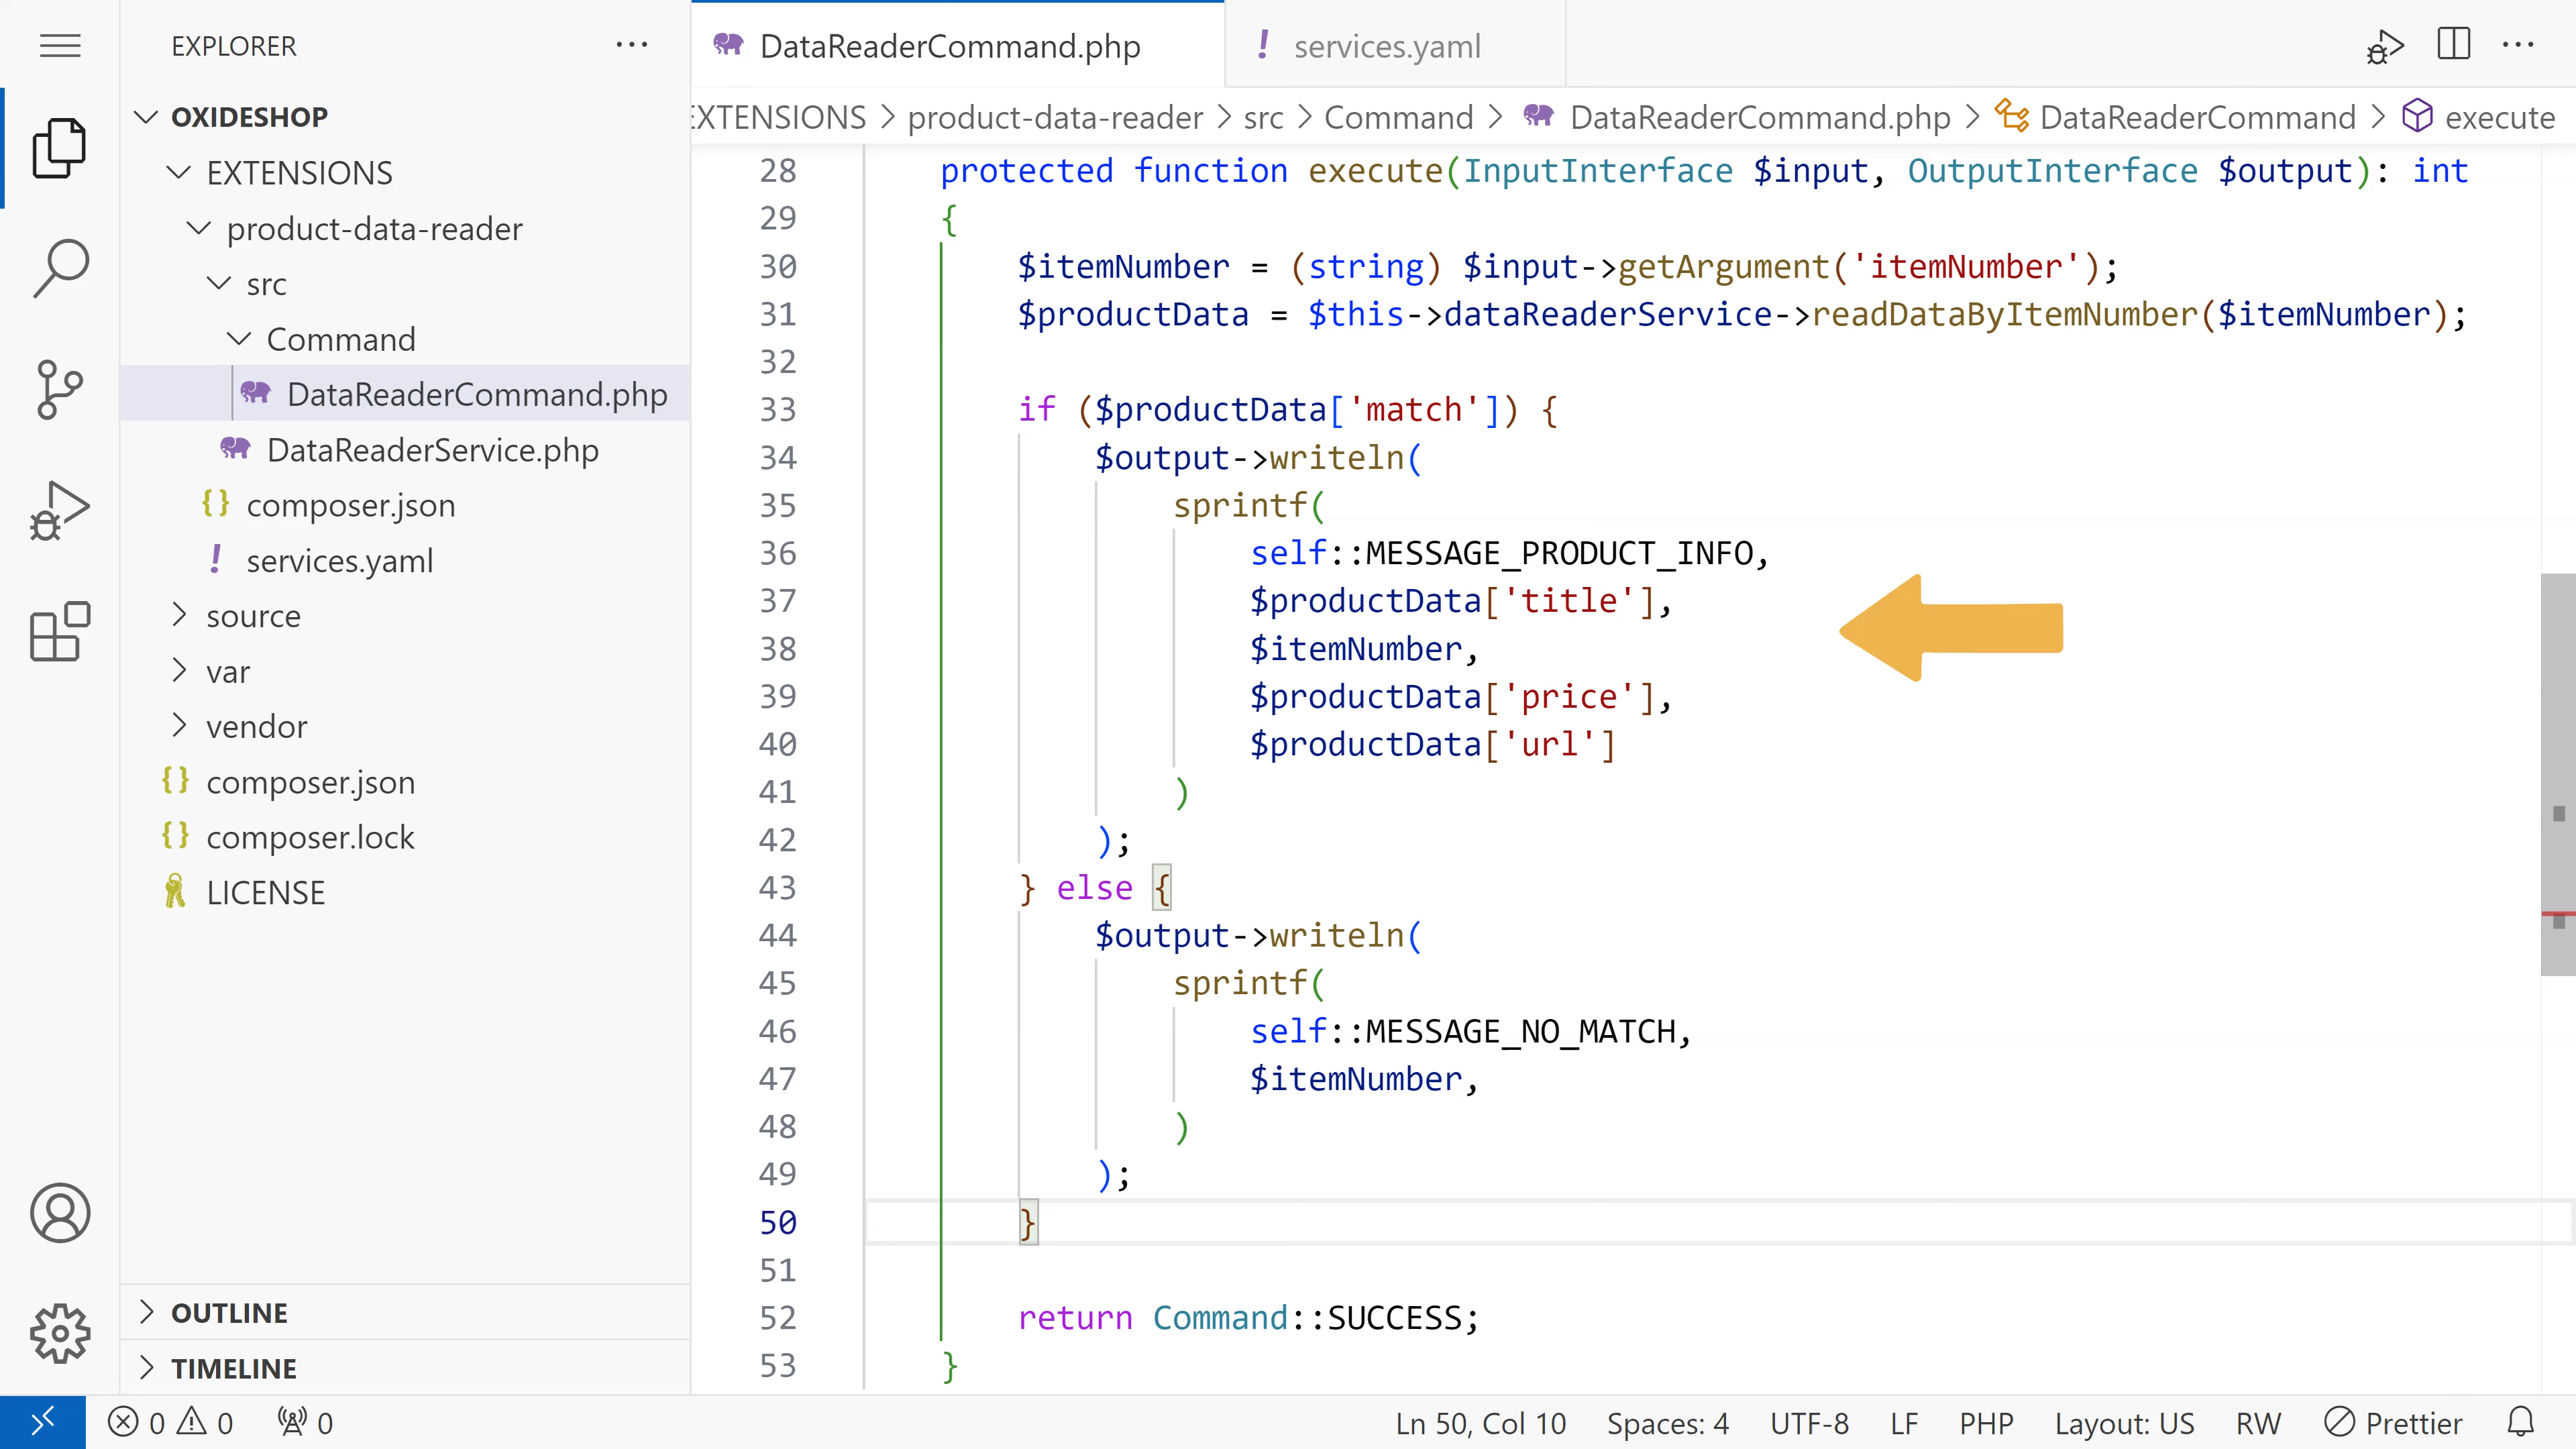 EXPLORER
OXIDESHOP
EXTENSIONS
product-data-reader
src
Command
DataReaderCommand.php
DataReaderService.php
composer.json
services.yaml
source
var
vendor
composer.json
composer.lock
LICENSE
OUTLINE
TIMELINE
DataReaderCommand.php
! services.yaml
EXTENSIONS > product-data-reader > src > Command > DataReaderCommand.php > DataReaderCommand > execute
28 protected function execute(InputInterface $input, OutputInterface $output): int
29 {
30 $itemNumber = (string) $input->getArgument('itemNumber');
31 $productData = $this->dataReaderService->readDataByItemNumber($itemNumber);
32
33 if ($productData['match']) {
34 $output->writeln(
35 sprintf(
36 self::MESSAGE_PRODUCT_INFO,
37 $productData['title'],
38 $itemNumber,
39 $productData['price'],
40 $productData['url']
41 )
42 );
43 } else {
44 $output->writeln(
45 sprintf(
46 self::MESSAGE_NO_MATCH,
47 $itemNumber,
48 )
49 );
50 }
51
52 return Command::SUCCESS;
53 }
0 0 0 Ln 50, Col 10 Spaces: 4 UTF-8 LF PHP Layout: US RW Prettier